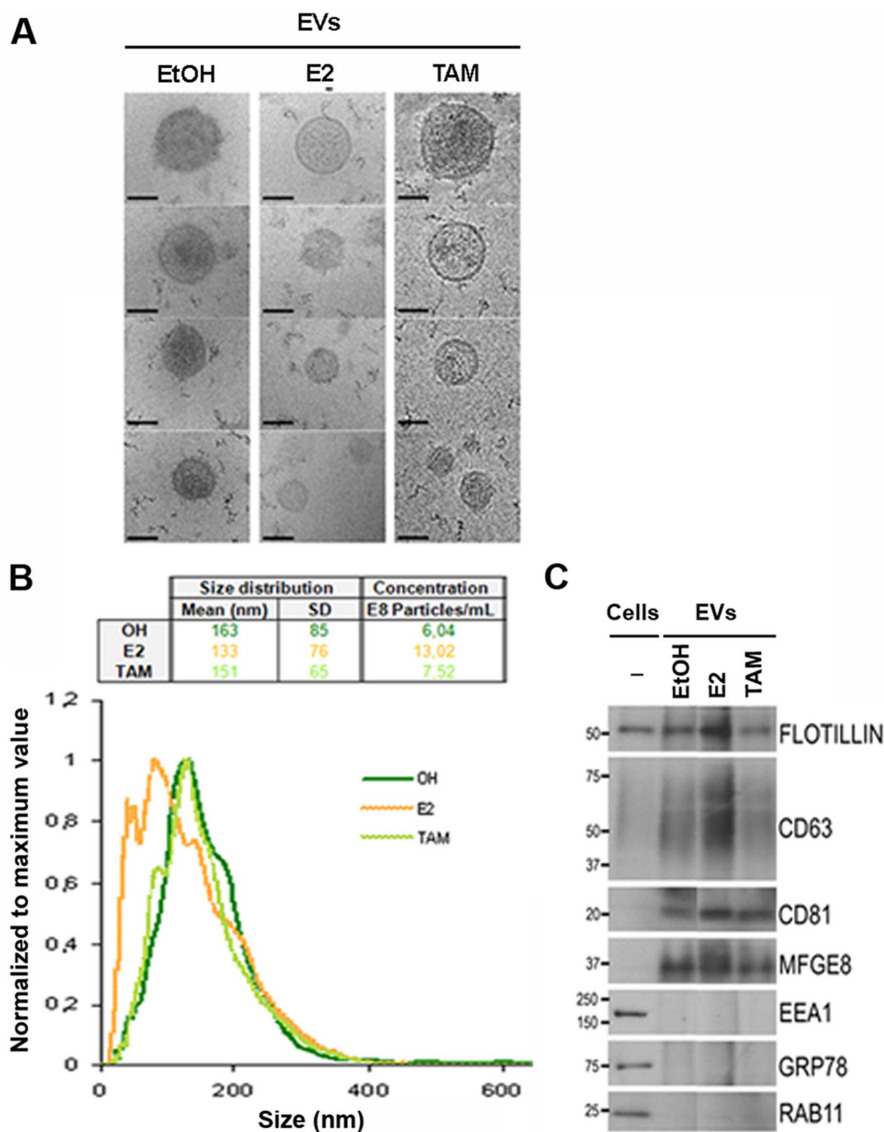 A
EVs
EtOH E2 TAM
B
Size distribution Concentration
Mean (nm) SD E8 Particles/mL
OH 163 85 6,04
E2 133 76 13,02
TAM 151 65 7,52
Normalized to maximum value
1,2
1
0,8
0,6
0,4
0,2
0
0 200 400 600
Size (nm)
OH
E2
TAM
C
Cells EVs
– EtOH E2 TAM
50 FLOTILLIN
75
50 CD63
37
20 CD81
37 MFGE8
250
150 EEA1
75 GRP78
25 RAB11